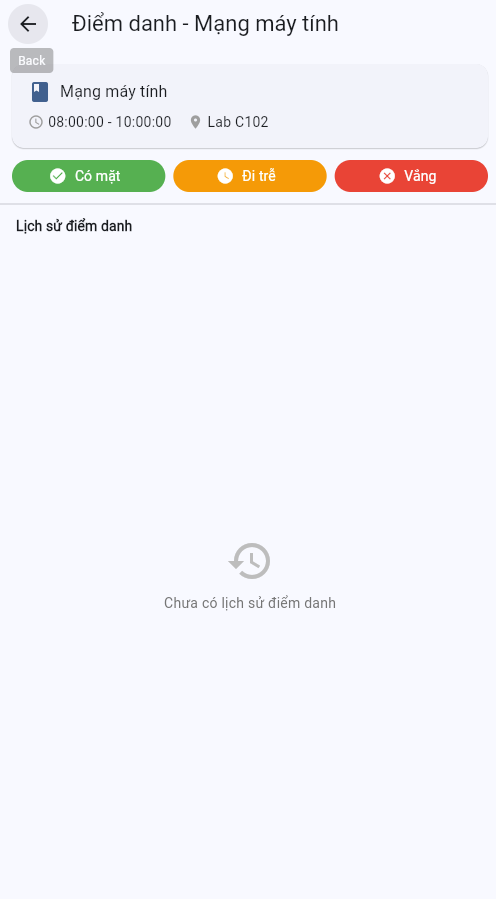 Điểm danh - Mạng máy tính
Back
Mạng máy tính
08:00:00 - 10:00:00 Lab C102
Có mặt Đi trễ Vắng
Lịch sử điểm danh
Chưa có lịch sử điểm danh